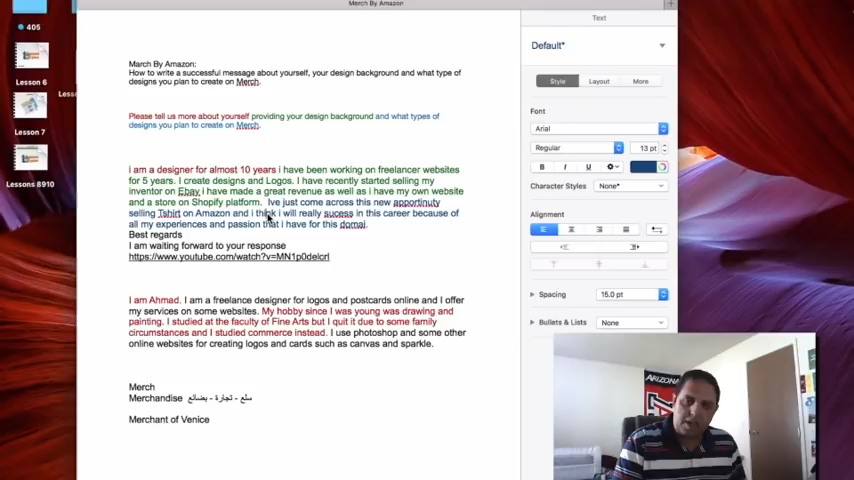 March By Amazon
405
Lesson 6
Lesson 7
Lessons 8910
Text
Default*
Style
Layout
More
Font
Arial
Regular
13 pt
B
I
U
Character Styles
None*
Alignment
Spacing
15.0 pt
Bullets & Lists
None
March By Amazon:
How to write a successful message about yourself, your design background and what type of
designs you plan to create on Merch.
Please tell us more about yourself providing your design background and what types of
designs you plan to create on Merch.
i am a designer for almost 10 years i have been working on freelancer websites
for 5 years. I create designs and Logos. I have recently started selling my
inventor on Ebay i have made a great revenue as well as i have my own website
and a store on Shopify platform. Ive just come across this new apportinuty
selling Tshirt on Amazon and i think i will really sucess in this career because of
all my experiences and passion that i have for this domai.
Best regards
I am waiting forward to your response
https://www.youtube.com/watch?v=MN1p0delcrI
I am Ahmad. I am a freelance designer for logos and postcards online and I offer
my services on some websites. My hobby since I was young was drawing and
painting. I studied at the faculty of Fine Arts but I quit it due to some family
circumstances and I studied commerce instead. I use photoshop and some other
online websites for creating logos and cards such as canvas and sparkle.
Merch
Merchandise سلع - تجارة - بضائع
Merchant of Venice
ARIZONA